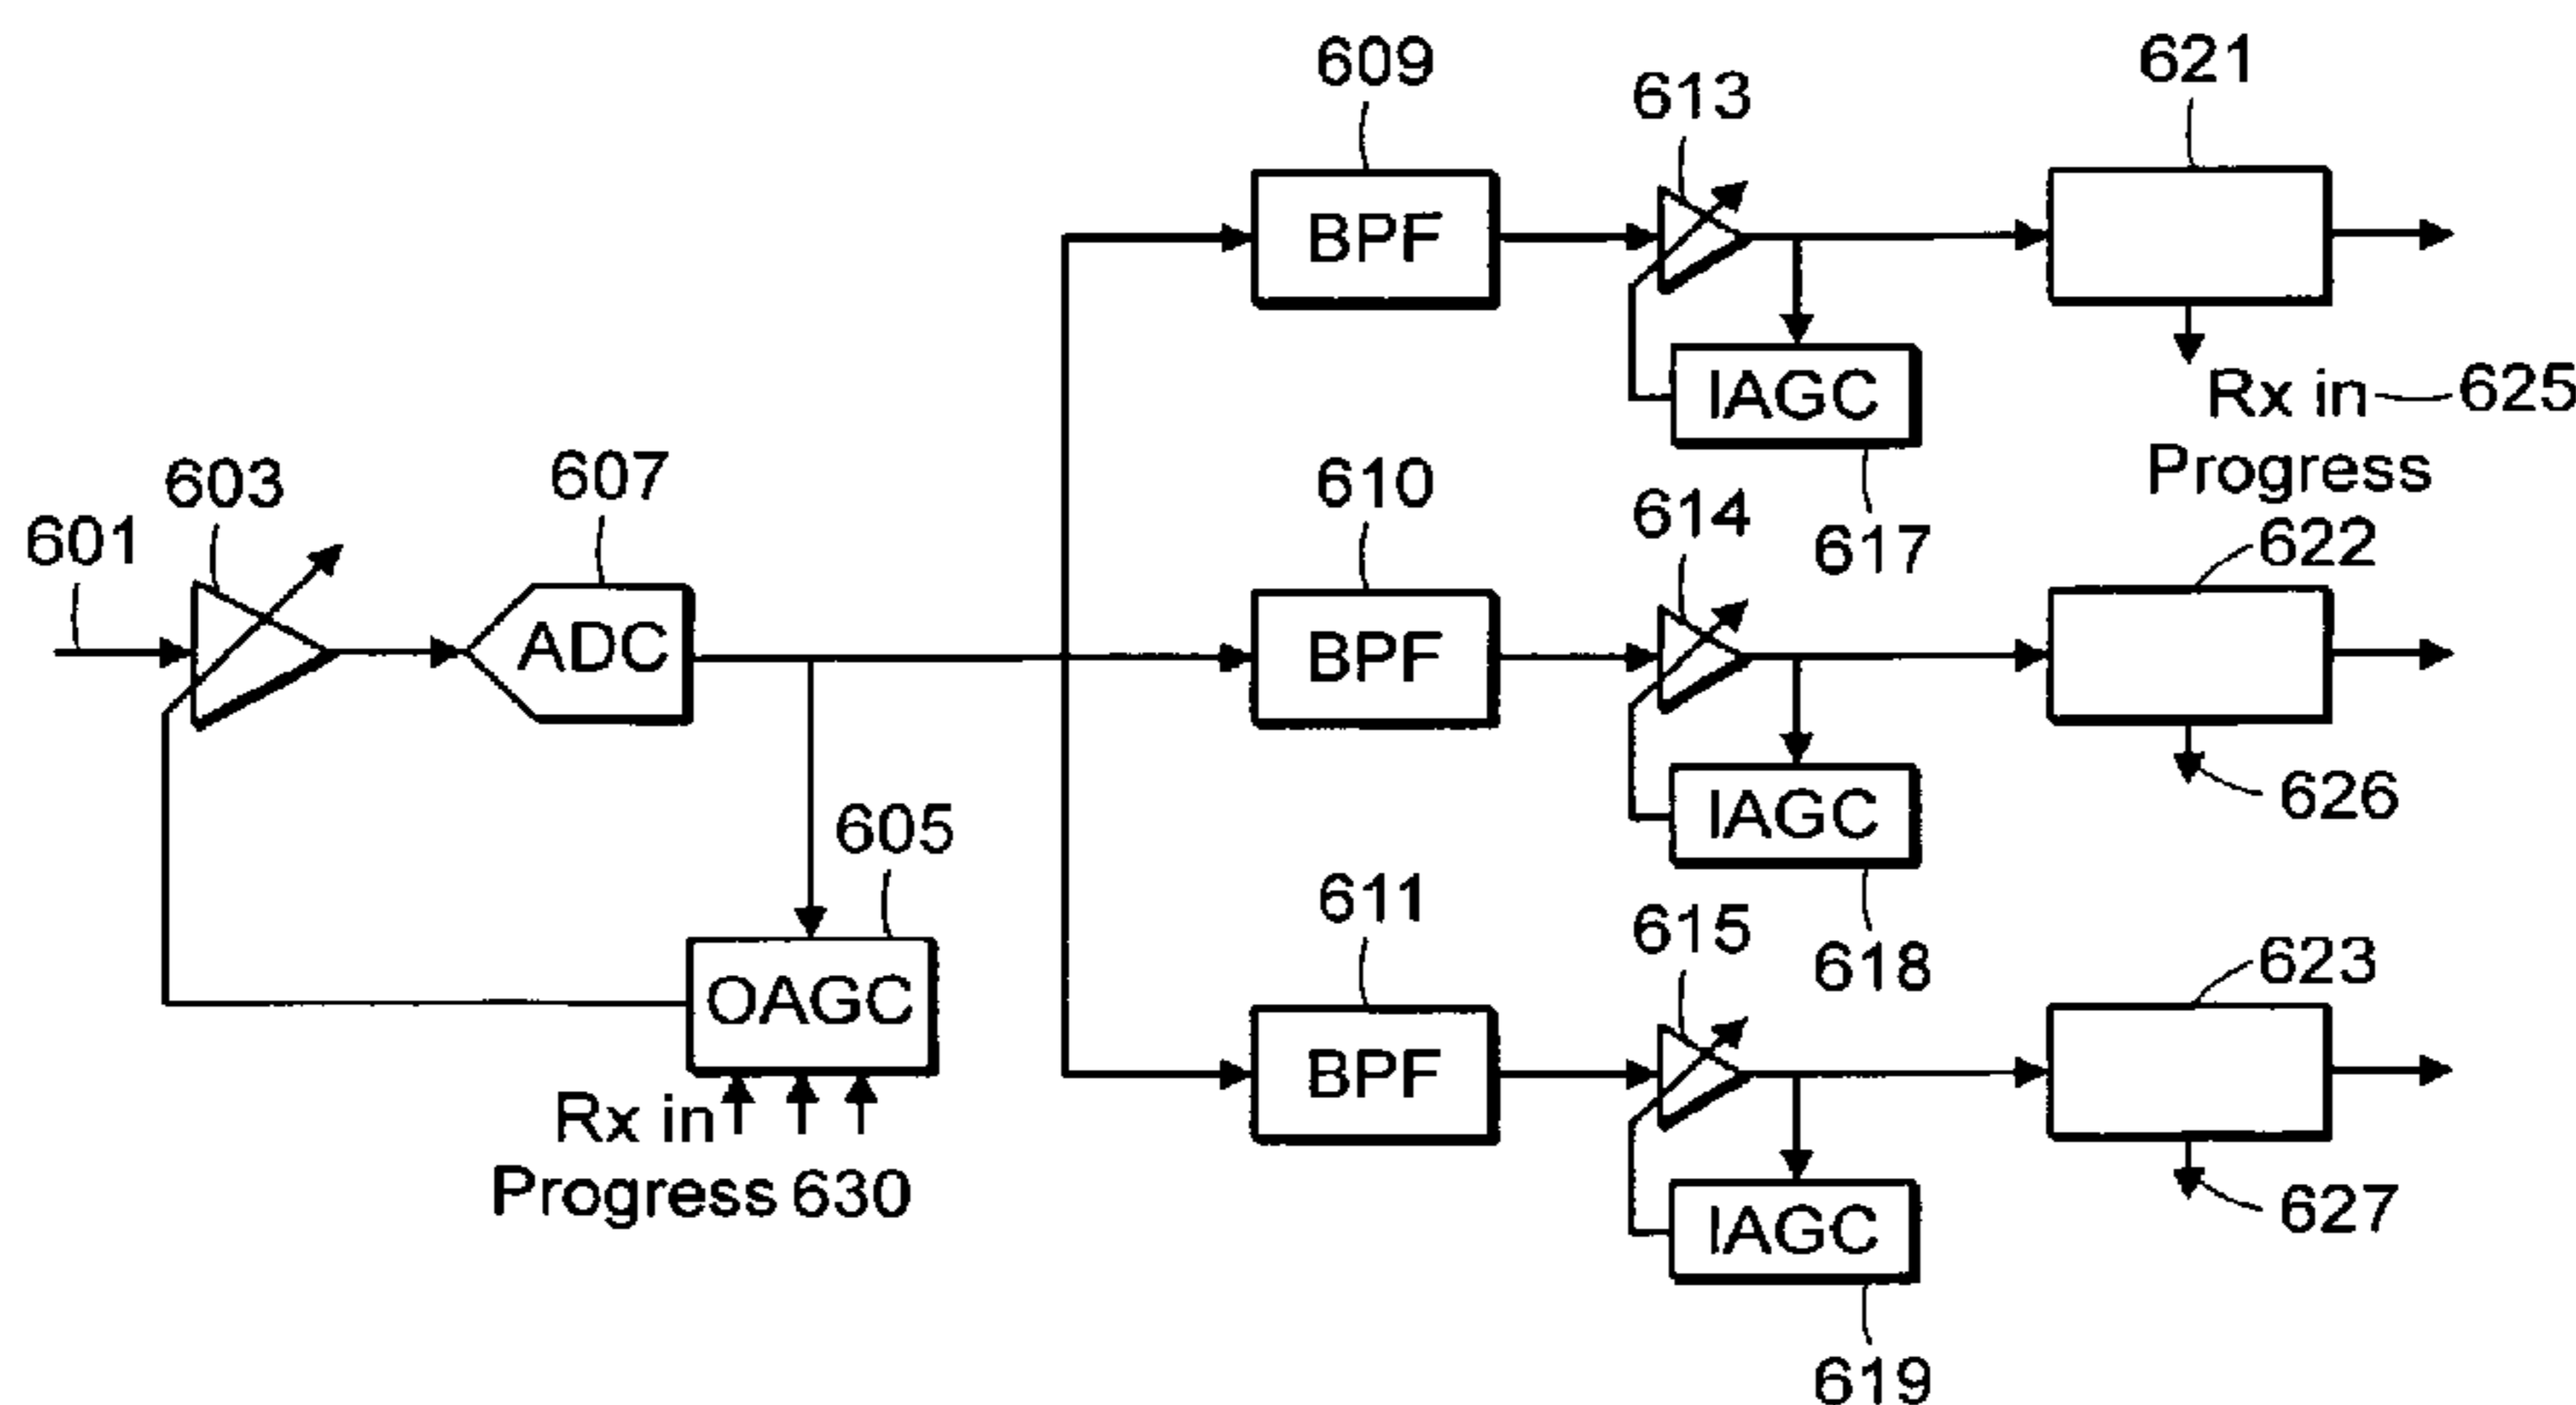 609
613
621
BPF
IAGC
Rx in 625
Progress
617
601
603
607
ADC
610
614
622
BPF
IAGC
626
618
605
OAGC
Rx in
Progress 630
611
615
623
BPF
IAGC
627
619